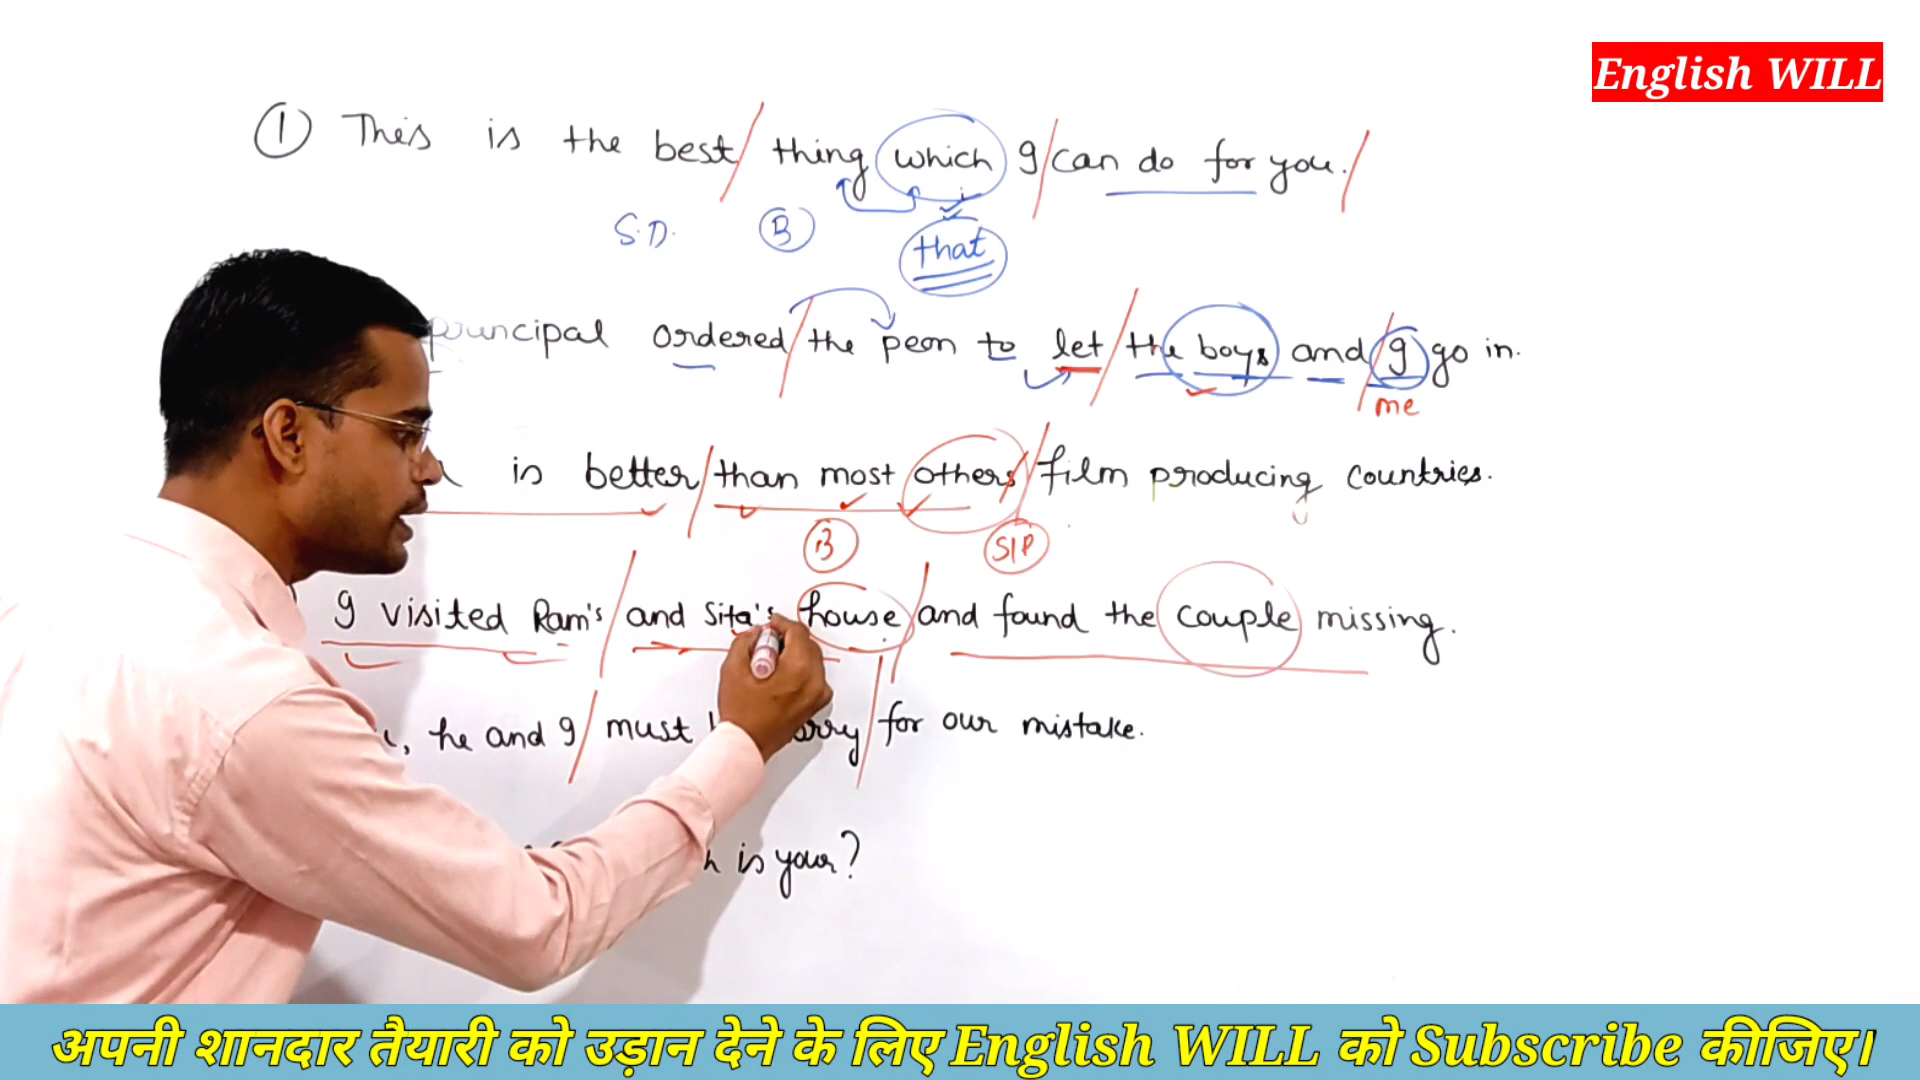 English WILL
① This is the best/ thing which I/can do for you./
S.D. B that
principal ordered/the peon to let/the boys and/I go in.
me
is better/than most others/film producing countries.
B S/P
I visited Ram's/and Sita's house/and found the couple missing.
, he and I/must for our mistake.
is your?
अपनी शानदार तैयारी को उड़ान देने के लिए English WILL को Subscribe कीजिए।